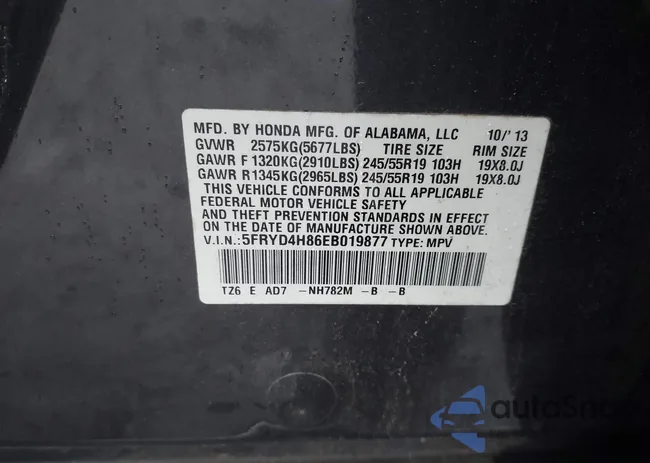 MFD. BY HONDA MFG. OF ALABAMA, LLC 10/'13
GVWR 2575KG(5677LBS) TIRE SIZE RIM SIZE
GAWR F 1320KG(2910LBS) 245/55R19 103H 19X8.0J
GAWR R1345KG(2965LBS) 245/55R19 103H 19X8.0J
THIS VEHICLE CONFORMS TO ALL APPLICABLE
FEDERAL MOTOR VEHICLE SAFETY
AND THEFT PREVENTION STANDARDS IN EFFECT
ON THE DATE OF MANUFACTURE SHOWN ABOVE.
V.I.N.:5FRYD4H86EB019877 TYPE: MPV
TZ6 E AD7 -NH782M -B -B